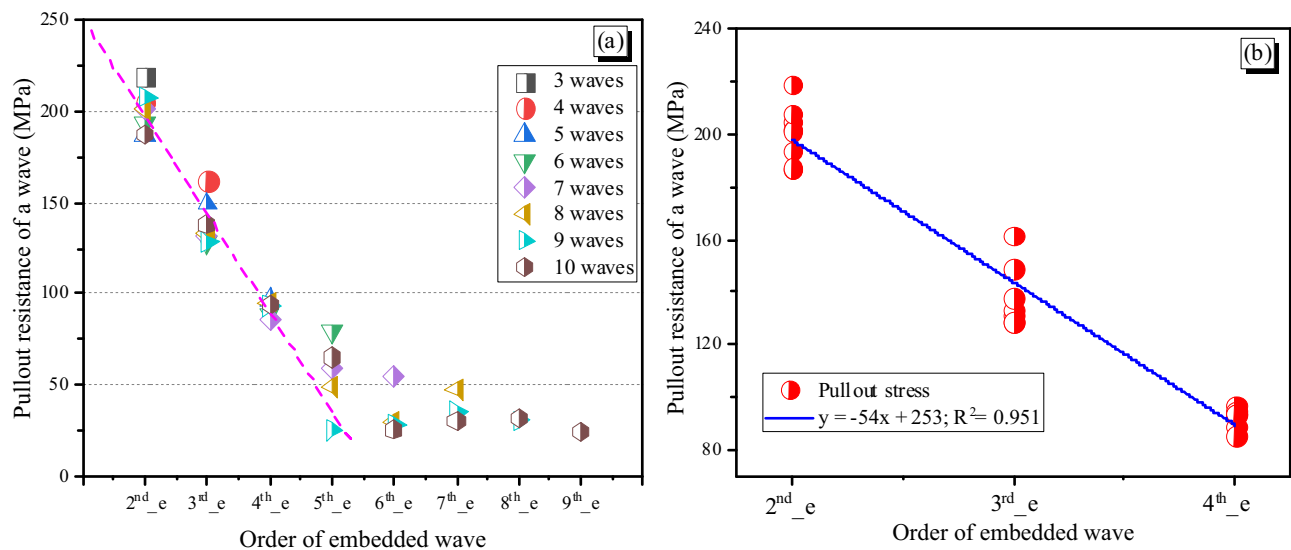 (a)
250
200
150
100
50
0
Pullout resistance of a wave (MPa)
3 waves
4 waves
5 waves
6 waves
7 waves
8 waves
9 waves
10 waves
2nd_e 3rd_e 4th_e 5th_e 6th_e 7th_e 8th_e 9th_e
Order of embedded wave
(b)
240
200
160
120
80
Pullout resistance of a wave (MPa)
Pullout stress
y = -54x + 253; R²= 0.951
2nd_e 3rd_e 4th_e
Order of embedded wave